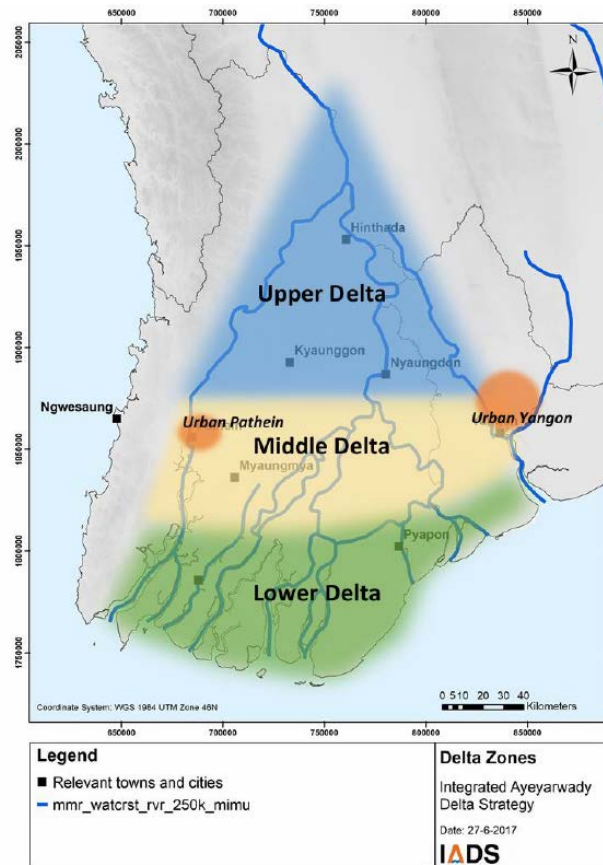 650000 700000 750000 800000 850000
2050000
2000000
1950000
1900000
1850000
1800000
1750000
N
Hinthada
Upper Delta
Kyaunggon
Nyaungdon
Ngwesaung
Urban Pathein
Urban Yangon
Middle Delta
Myaungmya
Pyapon
Lower Delta
0 5 10 20 30 40
Kilometers
Coordinate System: WGS 1984 UTM Zone 46N
650000 700000 750000 800000 850000
Legend
Relevant towns and cities
mmr_watcrst_rvr_250k_mimu
Delta Zones
Integrated Ayeyarwady
Delta Strategy
Date: 27-6-2017
IADS